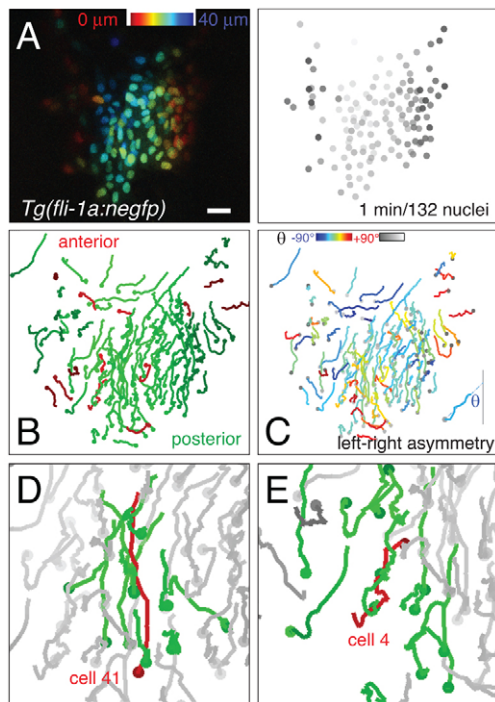 A
0 μm
40 μm
Tg(fli-1a:negfp)
1 min/132 nuclei
B
anterior
posterior
C
θ -90°
+90°
θ
left-right asymmetry
D
cell 41
E
cell 4